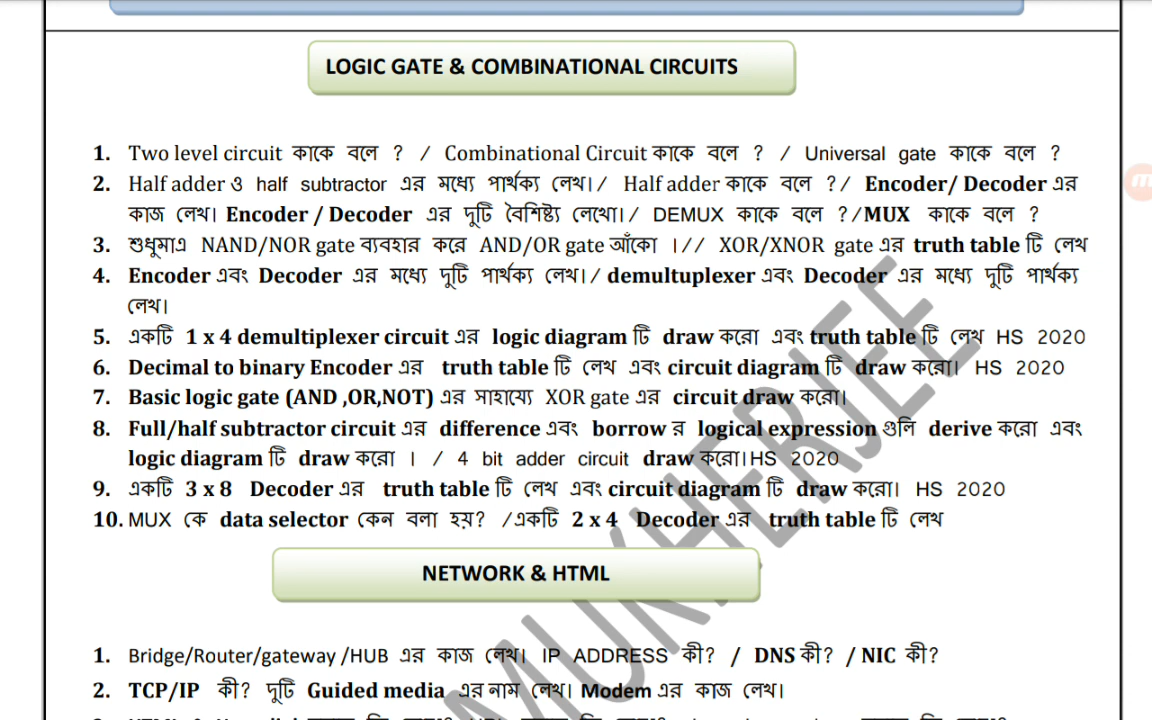 LOGIC GATE & COMBINATIONAL CIRCUITS
1. Two level circuit কাকে বলে ? / Combinational Circuit কাকে বলে ? / Universal gate কাকে বলে ?
2. Half adder ও half subtractor এর মধ্যে পার্থক্য লেখ। / Half adder কাকে বলে ? / Encoder/ Decoder এর
কাজ লেখ। Encoder / Decoder এর দুটি বৈশিষ্ট্য লেখো। / DEMUX কাকে বলে ? /MUX কাকে বলে ?
3. শুধুমাএ NAND/NOR gate ব্যবহার করে AND/OR gate আঁকো ।// XOR/XNOR gate এর truth table টি লেখ
4. Encoder এবং Decoder এর মধ্যে দুটি পার্থক্য লেখ। / demultuplexer এবং Decoder এর মধ্যে দুটি পার্থক্য
লেখ।
5. একটি 1 x 4 demultiplexer circuit এর logic diagram টি draw করো এবং truth table টি লেখ HS 2020
6. Decimal to binary Encoder এর truth table টি লেখ এবং circuit diagram টি draw করো। HS 2020
7. Basic logic gate (AND ,OR,NOT) এর সাহায্যে XOR gate এর circuit draw করো।
8. Full/half subtractor circuit এর difference এবং borrow র logical expression গুলি derive করো এবং
logic diagram টি draw করো । / 4 bit adder circuit draw করো। HS 2020
9. একটি 3 x 8 Decoder এর truth table টি লেখ এবং circuit diagram টি draw করো। HS 2020
10. MUX কে data selector কেন বলা হয়? /একটি 2 x 4 Decoder এর truth table টি লেখ
MUKHERJEE
NETWORK & HTML
1. Bridge/Router/gateway /HUB এর কাজ লেখ। IP ADDRESS কী? / DNS কী? / NIC কী?
2. TCP/IP কী? দুটি Guided media এর নাম লেখ। Modem এর কাজ লেখ।